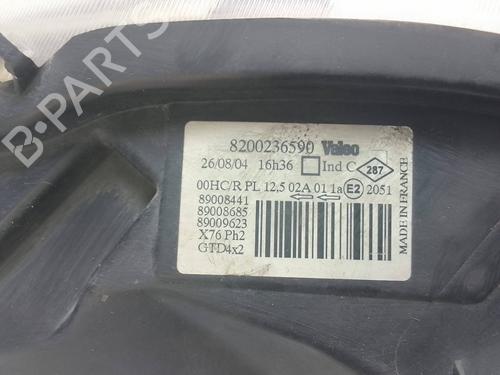 8200236590 Valeo
26/08/04 16h36 Ind C 287
00HC/R PL 12,5 02A 01 1a E2 2051
89008441
89008685
89009623
X76 Ph2
GTD4x2
MADE IN FRANCE
B-PARTS